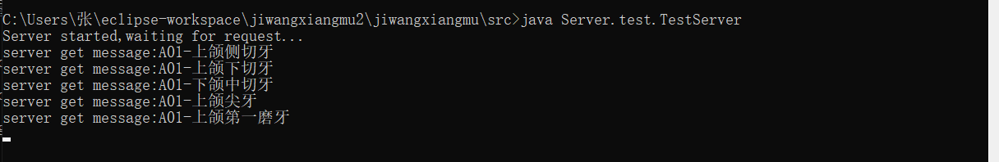 C:\Users\张\eclipse-workspace\jiwangxiangmu2\jiwangxiangmu\src>java Server.test.TestServer
Server started,waiting for request...
server get message:A01-上颌侧切牙
server get message:A01-上颌下切牙
server get message:A01-下颌中切牙
server get message:A01-上颌尖牙
server get message:A01-上颌第一磨牙